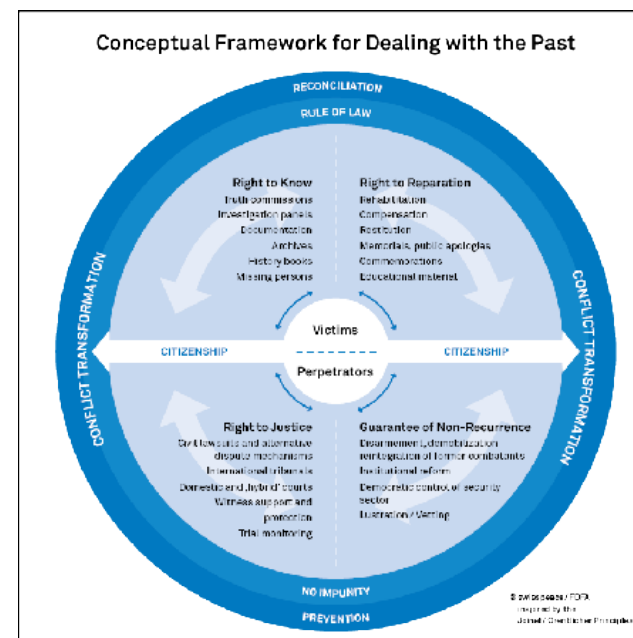 Conceptual Framework for Dealing with the Past
RECONCILIATION
RULE OF LAW
Right to Know
Truth commissions
Investigation panels
Documentation
Archives
History books
Missing persons
Right to Reparation
Rehabilitation
Compensation
Restitution
Memorials, public apologies
Commemorations
Educational material
CONFLICT TRANSFORMATION
CONFLICT TRANSFORMATION
Victims
CITIZENSHIP
CITIZENSHIP
Perpetrators
Right to Justice
Civil lawsuits and alternative
dispute mechanisms
International tribunals
Domestic and ‚hybrid' courts
Witness support and
protection
Trial monitoring
Guarantee of Non-Recurrence
Disarmement, demobilization
reintegration of former combatants
Institutional reform
Democratic control of security
sector
Lustration / Vetting
NO IMPUNITY
PREVENTION
© swisspeace / FDFA
inspired by the
Joinet / Orentlicher Principles